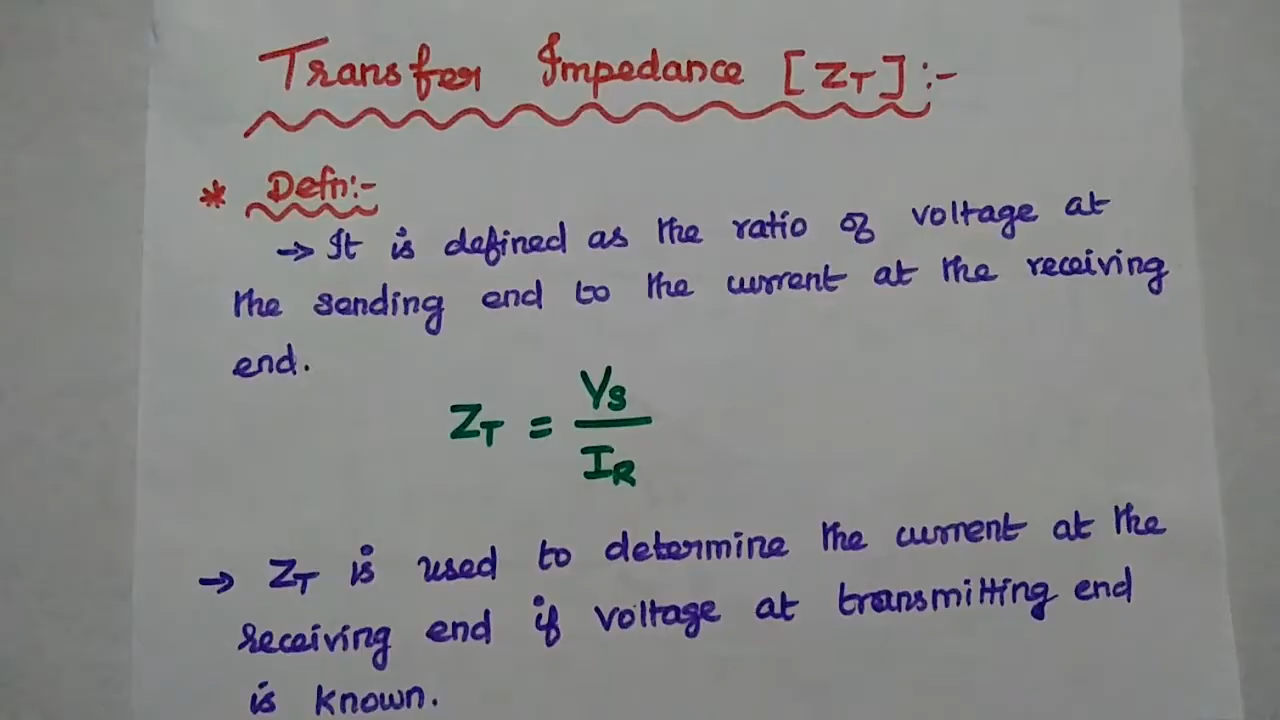 Transfer Impedance [ZT]:-
* Defn:-
→ It is defined as the ratio of voltage at
the sending end to the current at the receiving
end.
ZT = VS / IR
→ ZT is used to determine the current at the
receiving end if voltage at transmitting end
is known.